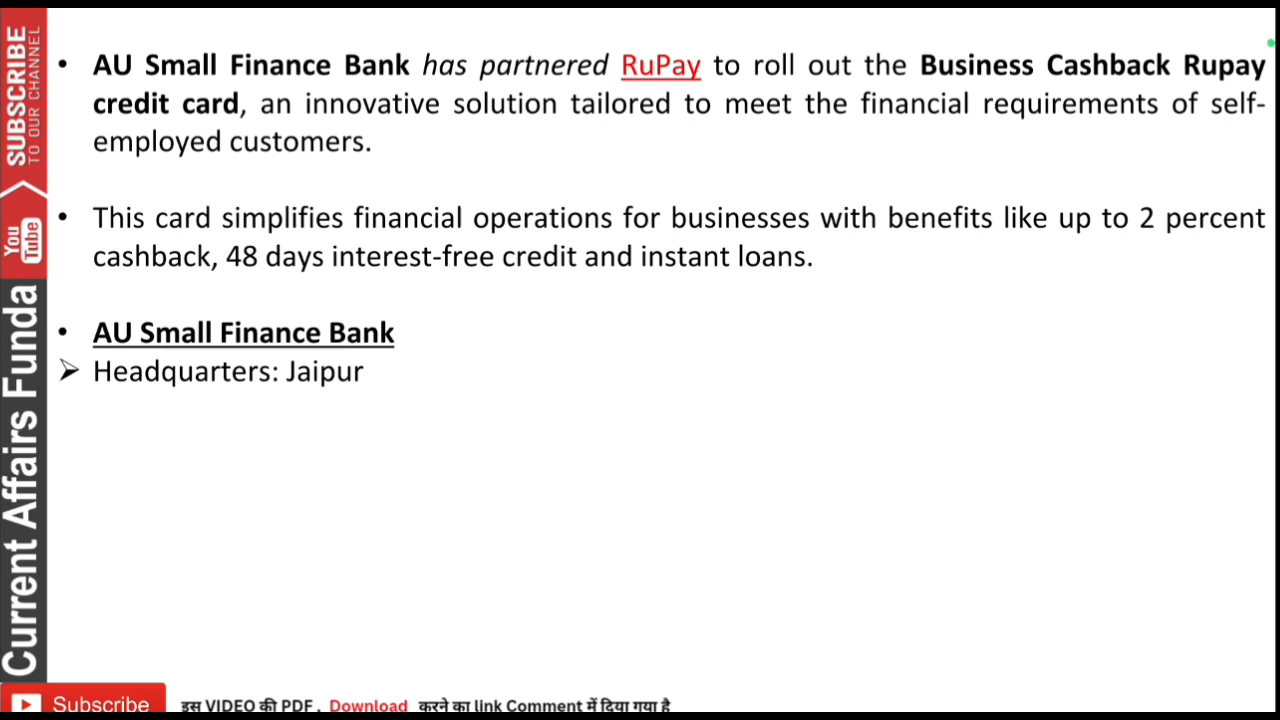 • AU Small Finance Bank has partnered RuPay to roll out the Business Cashback Rupay
credit card, an innovative solution tailored to meet the financial requirements of self-
employed customers.
• This card simplifies financial operations for businesses with benefits like up to 2 percent
cashback, 48 days interest-free credit and instant loans.
• AU Small Finance Bank
➢ Headquarters: Jaipur
SUBSCRIBE
TO OUR CHANNEL
You
Tube
Current Affairs Funda
Subscribe
इस VIDEO की PDF , Download करने का link Comment में दिया गया है